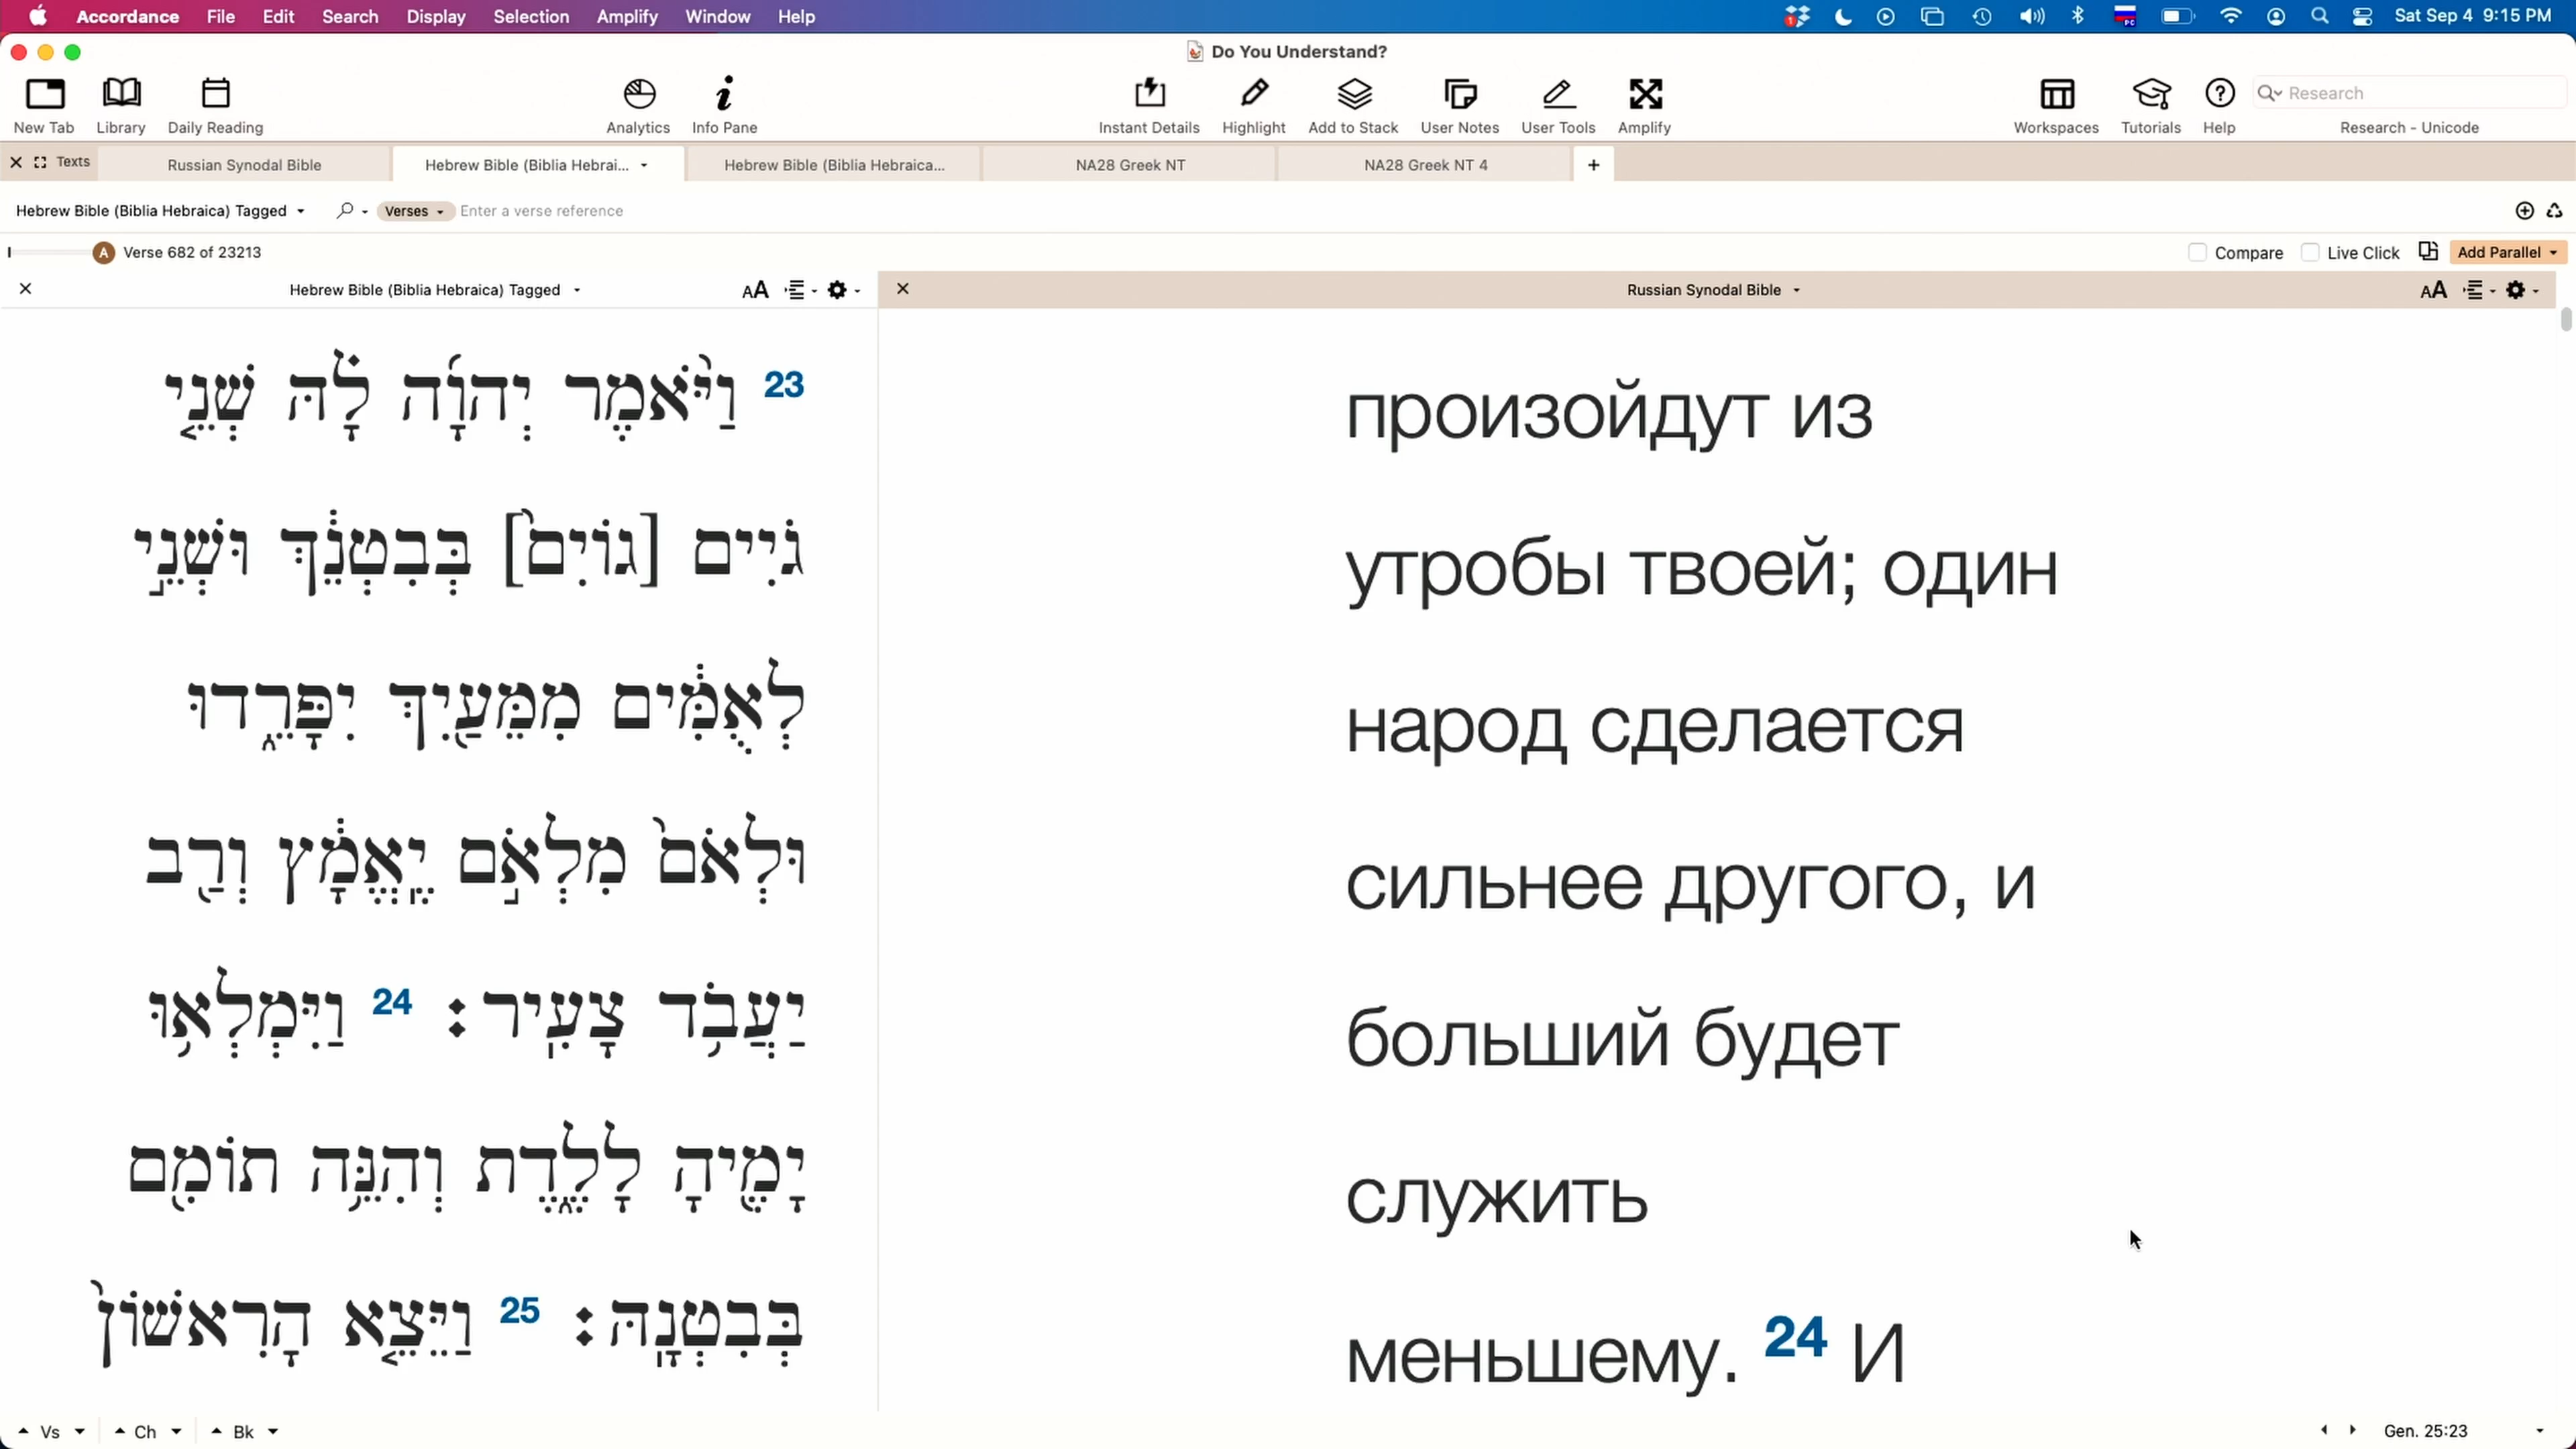 Accordance File Edit Search Display Selection Amplify Window Help Sat Sep 4 9:15 PM
Do You Understand?
New Tab Library Daily Reading Analytics Info Pane Instant Details Highlight Add to Stack User Notes User Tools Amplify Workspaces Tutorials Help Research
Research - Unicode
Texts Russian Synodal Bible Hebrew Bible (Biblia Hebrai... Hebrew Bible (Biblia Hebraica... NA28 Greek NT NA28 Greek NT 4 +
Hebrew Bible (Biblia Hebraica) Tagged Verses Enter a verse reference
A Verse 682 of 23213 Compare Live Click Add Parallel
Hebrew Bible (Biblia Hebraica) Tagged AA
23 וַיֹּ֨אמֶר יְהוָ֜ה לָ֗הּ שְׁנֵ֤י
גֹיִים [גוֹיִם֙] בְּבִטְנֵ֔ךְ וּשְׁנֵ֣י
לְאֻמִּ֔ים מִמֵּעַ֖יִךְ יִפָּרֵ֑דוּ
וּלְאֹם֙ מִלְאֹ֣ם יֶֽאֱמָ֔ץ וְרַ֖ב
יַעֲבֹ֥ד צָעִֽיר׃ 24 וַיִּמְלְא֥וּ
יָמֶ֖יהָ לָלֶ֑דֶת וְהִנֵּ֥ה תוֹמִ֖ם
בְּבִטְנָֽהּ׃ 25 וַיֵּצֵ֤א הָרִאשׁוֹן֙
Russian Synodal Bible AA
произойдут из
утробы твоей; один
народ сделается
сильнее другого, и
больший будет
служить
меньшему. 24 И
Vs Ch Bk Gen. 25:23